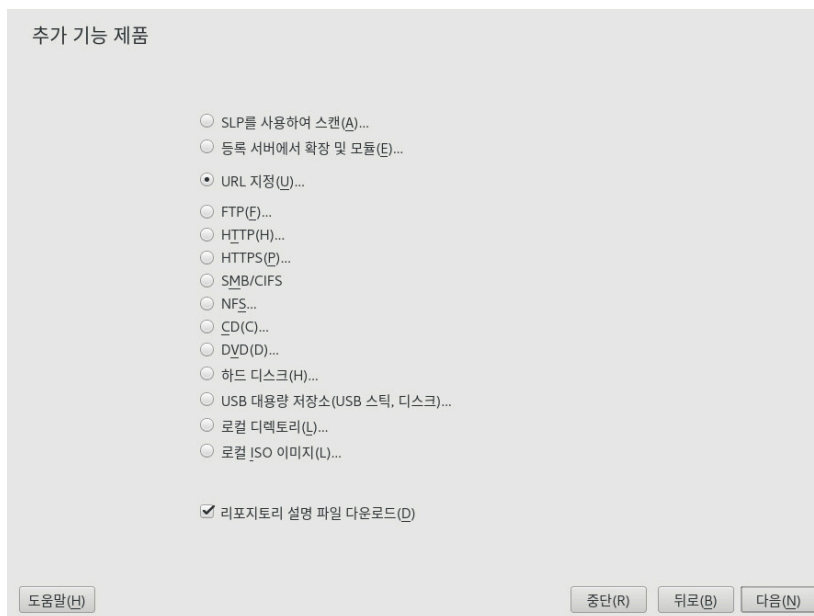 추가 기능 제품
SLP를 사용하여 스캔(A)...
등록 서버에서 확장 및 모듈(E)...
URL 지정(U)...
FTP(F)...
HTTP(H)...
HTTPS(P)...
SMB/CIFS
NFS...
CD(C)...
DVD(D)...
하드 디스크(H)...
USB 대용량 저장소(USB 스틱, 디스크)...
로컬 디렉토리(L)...
로컬 ISO 이미지(L)...
리포지토리 설명 파일 다운로드(D)
도움말(H) 중단(R) 뒤로(B) 다음(N)